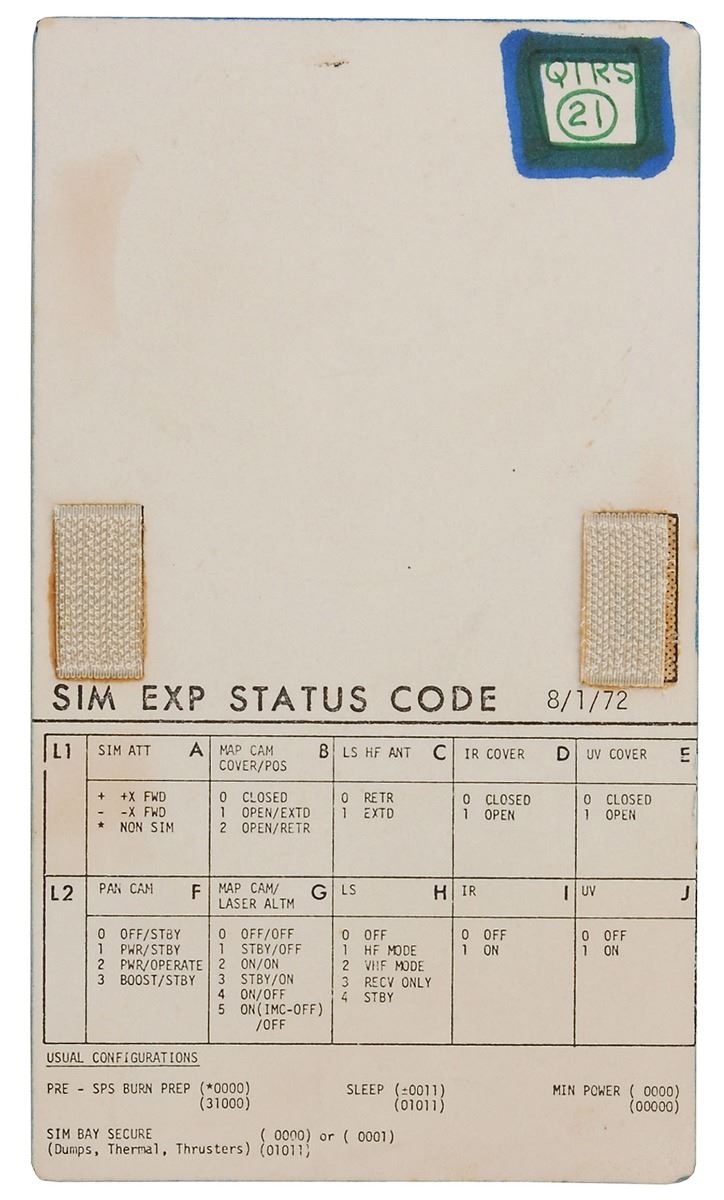 QTRS
21
SIM EXP STATUS CODE 8/1/72
L1 SIM ATT A MAP CAM COVER/POS B LS HF ANT C IR COVER D UV COVER E
+ +X FWD 0 CLOSED 0 RETR 0 CLOSED 0 CLOSED
- -X FWD 1 OPEN/EXTD 1 EXTD 1 OPEN 1 OPEN
* NON SIM 2 OPEN/RETR
L2 PAN CAM F MAP CAM/ LASER ALTM G LS H IR I UV J
0 OFF/STBY 0 OFF/OFF 0 OFF 0 OFF 0 OFF
1 PWR/STBY 1 STBY/OFF 1 HF MODE 1 ON 1 ON
2 PWR/OPERATE 2 ON/ON 2 VHF MODE
3 BOOST/STBY 3 STBY/ON 3 RECV ONLY
4 ON/OFF 4 STBY
5 ON(IMC-OFF)
/OFF
USUAL CONFIGURATIONS
PRE - SPS BURN PREP (*0000) SLEEP (±0011) MIN POWER ( 0000)
(31000) (01011) (00000)
SIM BAY SECURE ( 0000) or ( 0001)
(Dumps, Thermal, Thrusters) (01011)